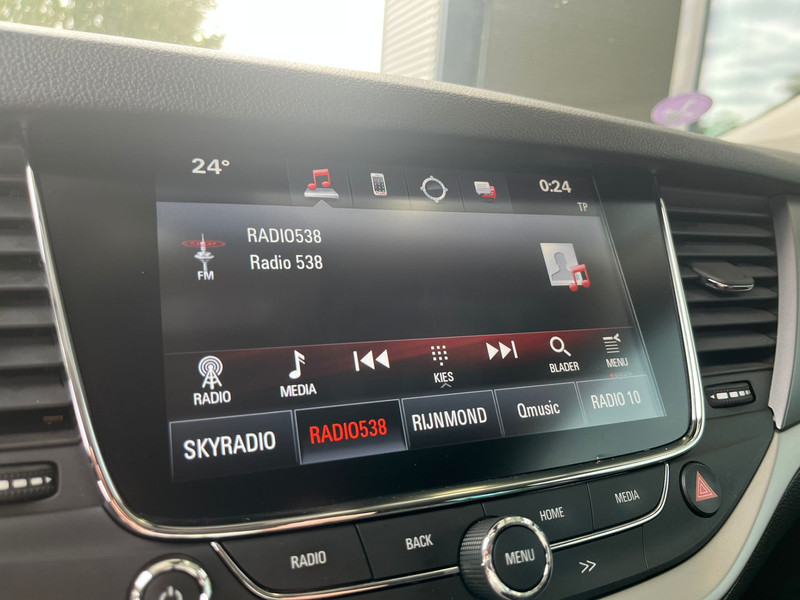 24°
0:24
TP
RADIO538
Radio 538
FM
RADIO
MEDIA
KIES
BLADER
MENU
SKYRADIO
RADIO538
RIJNMOND
Qmusic
RADIO 10
RADIO
BACK
MENU
HOME
MEDIA